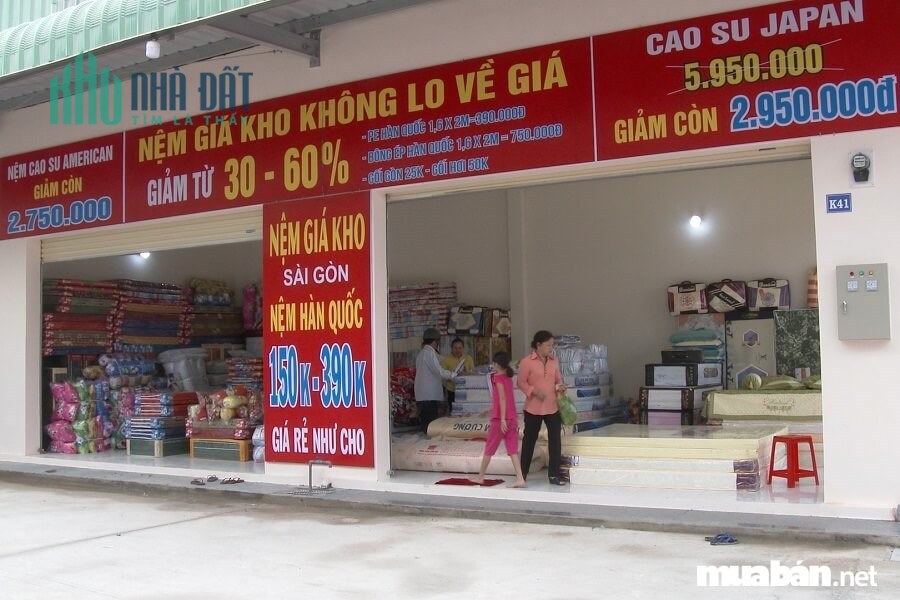 KHO NHÀ ĐẤT
TÌM LÀ THẤY
NỆM CAO SU AMERICAN
GIẢM CÒN
2.750.000
NỆM GIÁ KHO KHÔNG LO VỀ GIÁ
GIẢM TỪ 30 - 60%
- PE HÀN QUỐC 1,6 X 2M=390.000Đ
- BÔNG ÉP HÀN QUỐC 1,6 X 2M = 750.000Đ
- GỐI GÒN 25K - GỐI HƠI 50K
CAO SU JAPAN
5.950.000
GIẢM CÒN 2.950.000đ
NỆM GIÁ KHO
SÀI GÒN
NỆM HÀN QUỐC
150K-390K
GIÁ RẺ NHƯ CHO
K41
muabán.net